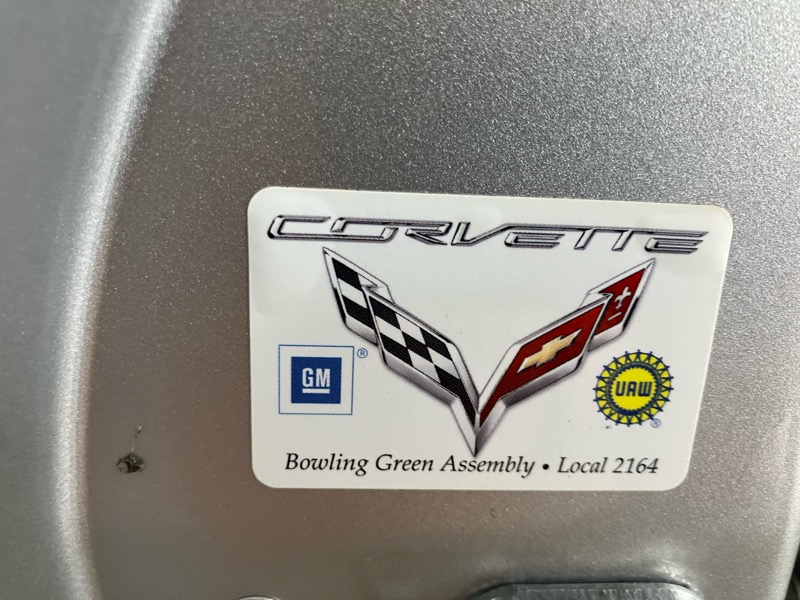 CORVETTE
GM ®
UAW ®
Bowling Green Assembly • Local 2164